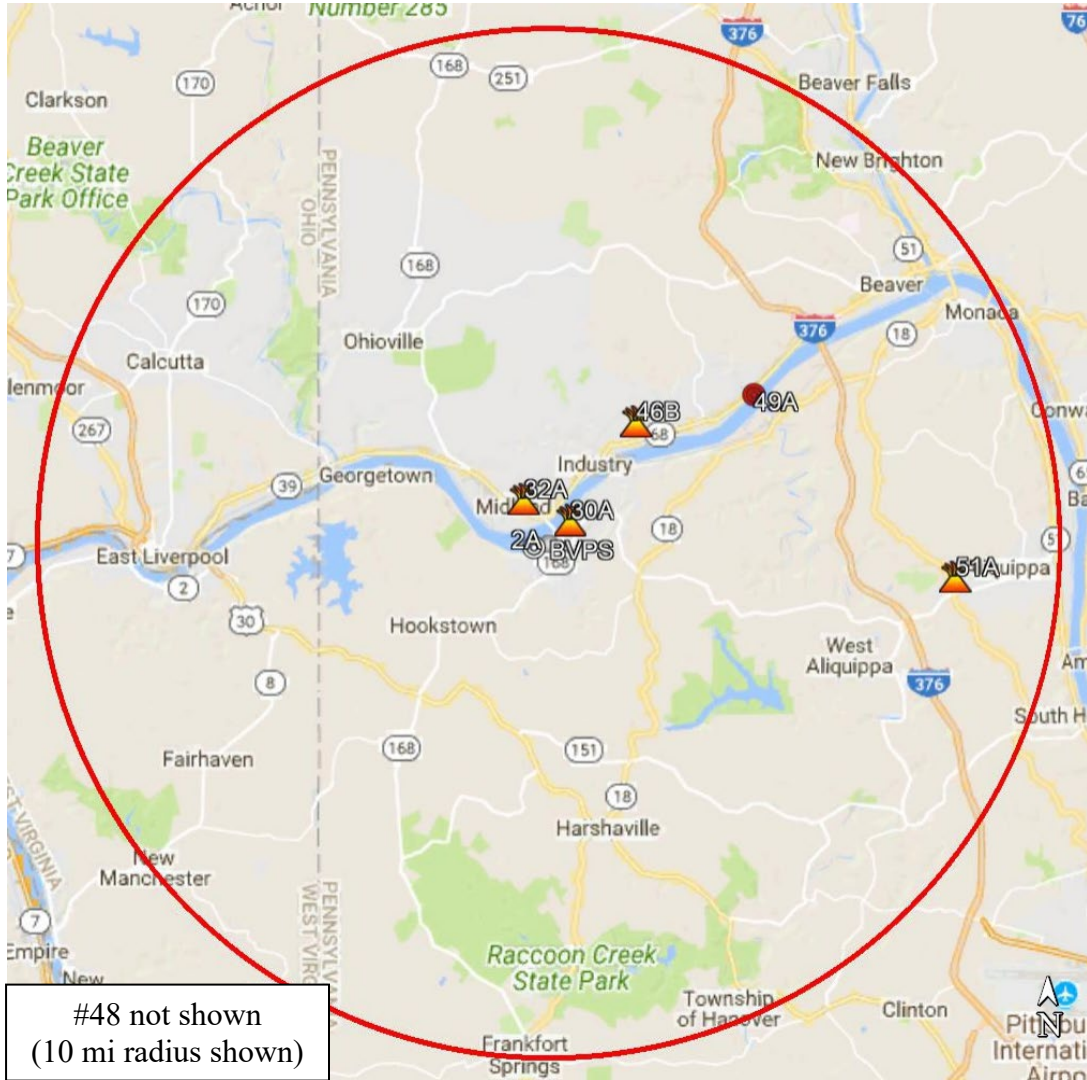 Number 285
168
251
376
76
170
Clarkson
Beaver Falls
Beaver
Creek State
Park Office
New Brighton
PENNSYLVANIA
OHIO
51
168
Beaver
170
Monaca
18
376
Ohioville
Calcutta
267
46B
49A
68
Industry
Georgetown
39
32A
Midland
30A
2A
BVPS
168
18
51
East Liverpool
2
51A
30
Hookstown
West
Aliquippa
8
376
168
151
Fairhaven
18
Harshaville
New
Manchester
PENNSYLVANIA
7
Empire
New
Raccoon Creek
State Park
Township
of Hanover
Clinton
N
Frankfort
Springs
#48 not shown
(10 mi radius shown)